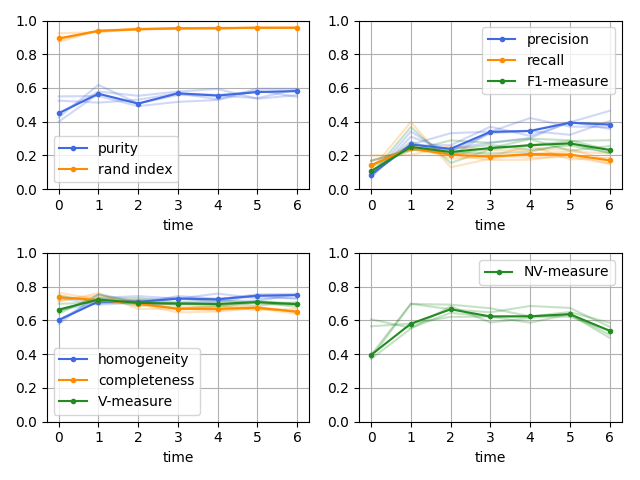 1.0
0.8
0.6
0.4
0.2
0.0
purity
rand index
0 1 2 3 4 5 6
time
1.0
0.8
0.6
0.4
0.2
0.0
precision
recall
F1-measure
0 1 2 3 4 5 6
time
1.0
0.8
0.6
0.4
0.2
0.0
homogeneity
completeness
V-measure
0 1 2 3 4 5 6
time
1.0
0.8
0.6
0.4
0.2
0.0
NV-measure
0 1 2 3 4 5 6
time